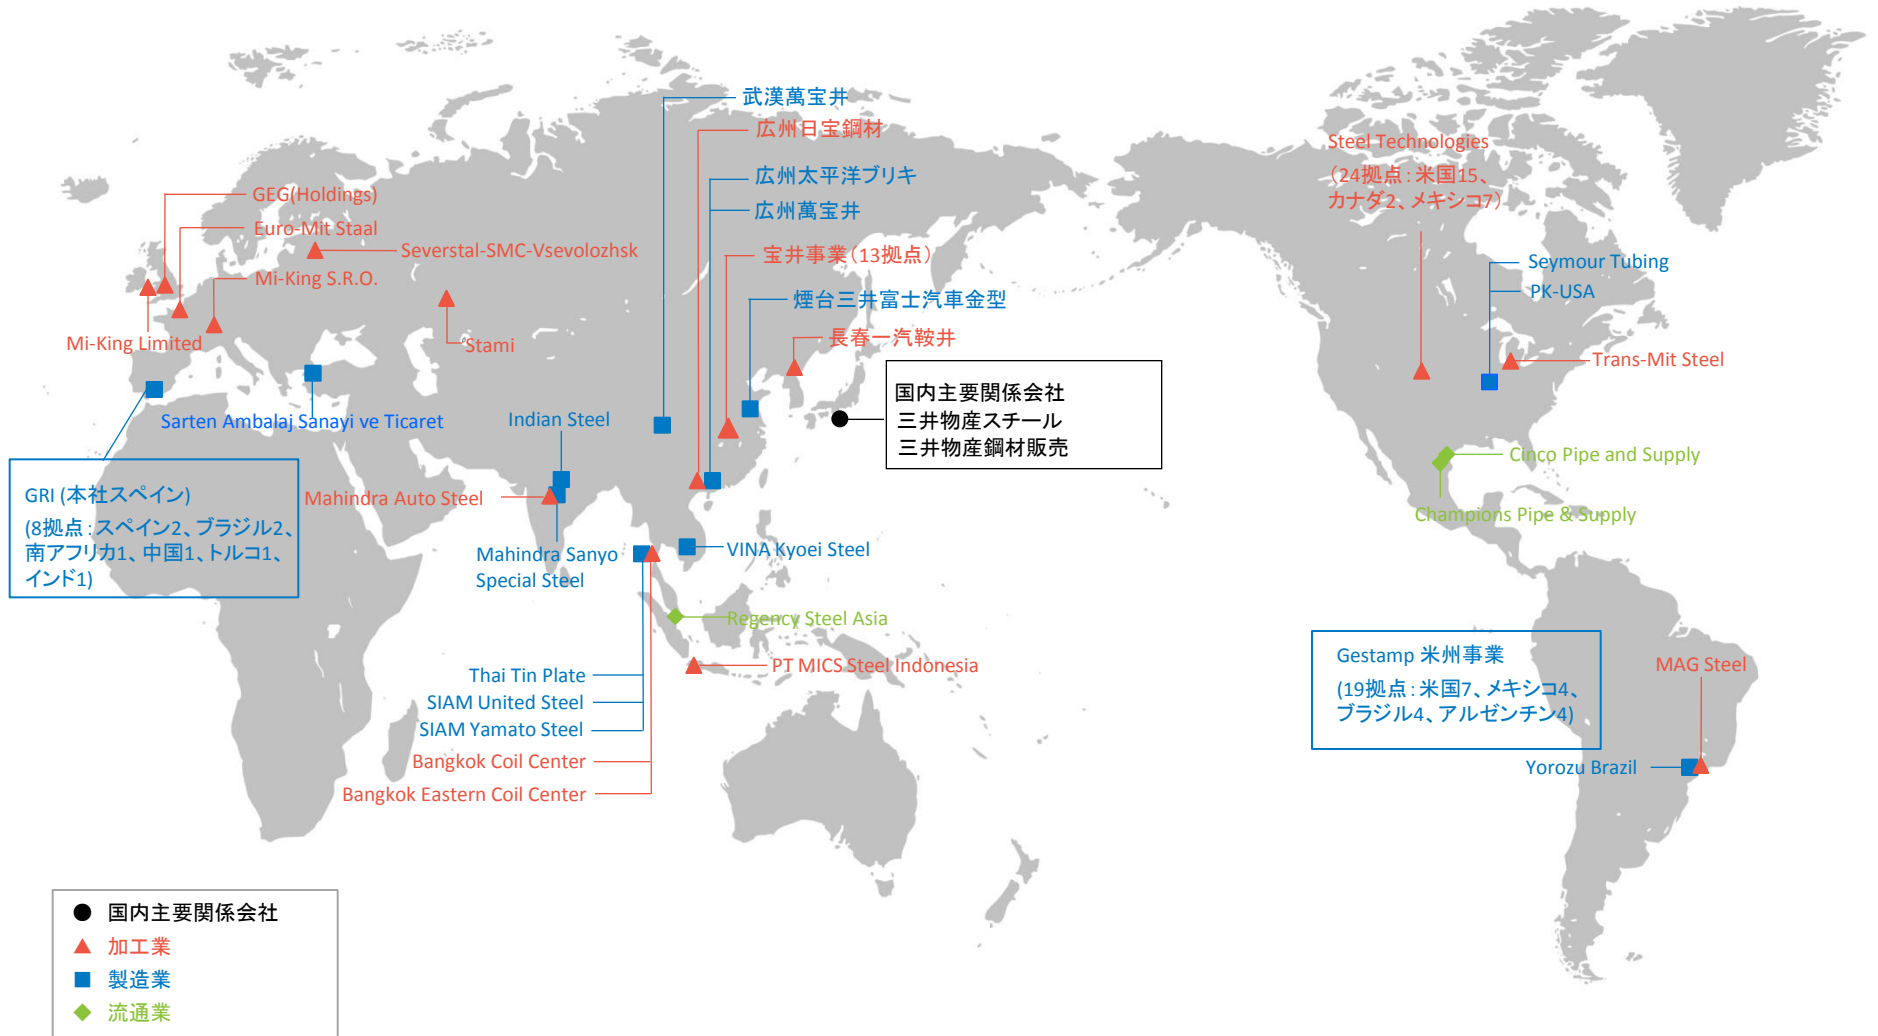 武漢萬宝井
広州日宝鋼材
広州太平洋ブリキ
広州萬宝井
宝井事業(13拠点)
煙台三井富士汽車金型
長春一汽鞍井
GEG(Holdings)
Euro-Mit Staal
Severstal-SMC-Vsevolozhsk
Mi-King S.R.O.
Mi-King Limited
Stami
Sarten Ambalaj Sanayi ve Ticaret
国内主要関係会社
三井物産スチール
三井物産鋼材販売
Steel Technologies
(24拠点:米国15、
カナダ2、メキシコ7)
Seymour Tubing
PK-USA
Trans-Mit Steel
Cinco Pipe and Supply
Champions Pipe & Supply
GRI (本社スペイン)
(8拠点:スペイン2、ブラジル2、
南アフリカ1、中国1、トルコ1、
インド1)
Indian Steel
Mahindra Auto Steel
Mahindra Sanyo
Special Steel
VINA Kyoei Steel
Regency Steel Asia
PT MICS Steel Indonesia
Thai Tin Plate
SIAM United Steel
SIAM Yamato Steel
Bangkok Coil Center
Bangkok Eastern Coil Center
Gestamp 米州事業
(19拠点:米国7、メキシコ4、
ブラジル4、アルゼンチン4)
MAG Steel
Yorozu Brazil
国内主要関係会社
加工業
製造業
流通業